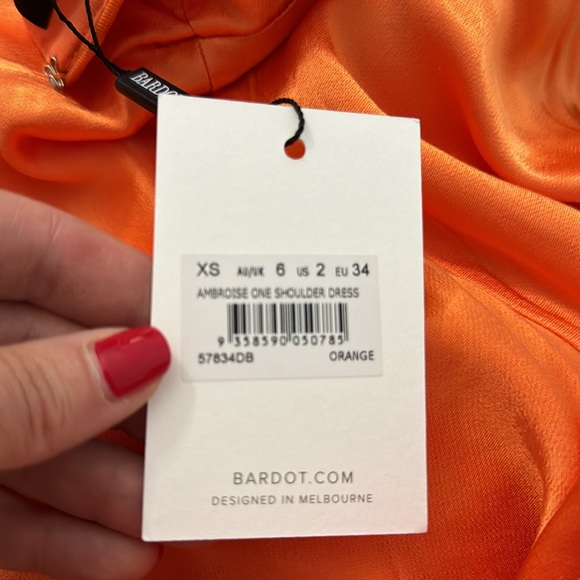 BARDOT
XS AU/UK 6 US 2 EU 34
AMBROISE ONE SHOULDER DRESS
9 358590 050785
57834DB ORANGE
BARDOT.COM
DESIGNED IN MELBOURNE